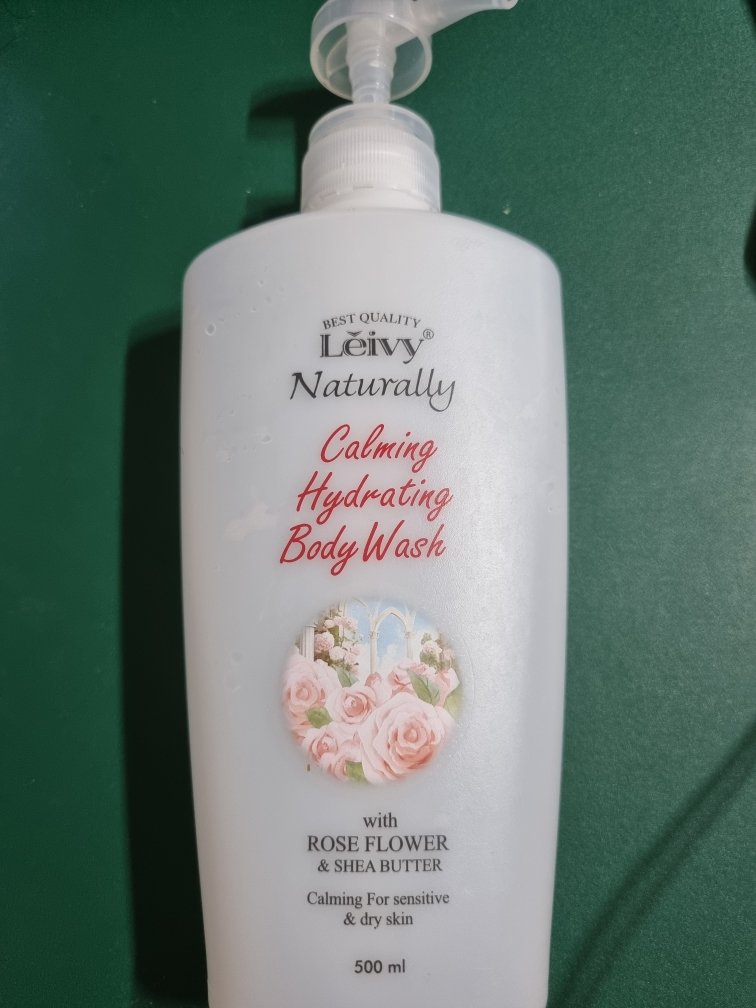 BEST QUALITY
Lěivy®
Naturally
Calming
Hydrating
Body Wash
with
ROSE FLOWER
& SHEA BUTTER
Calming For sensitive
& dry skin
500 ml